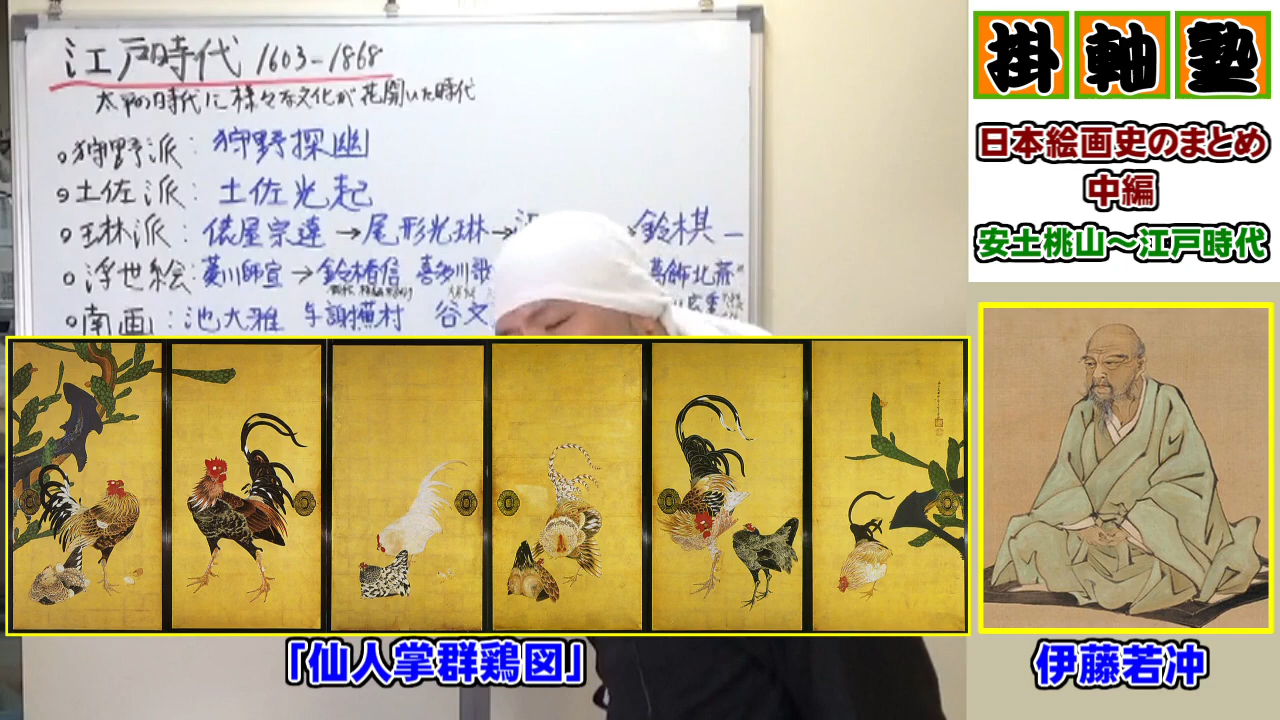 江戸時代 1603-1868
太平の時代に様々な文化が花開いた時代
○狩野派: 狩野探幽
○土佐派: 土佐光起
○琳派: 俵屋宗達→尾形光琳→ 鈴木其一
○浮世絵: 菱川師宣→鈴木春信 喜多川歌 葛飾北斎
○南画: 池大雅 与謝蕪村 谷文
掛軸塾
日本絵画史のまとめ
中編
安土桃山～江戸時代
「仙人掌群鶏図」
伊藤若冲